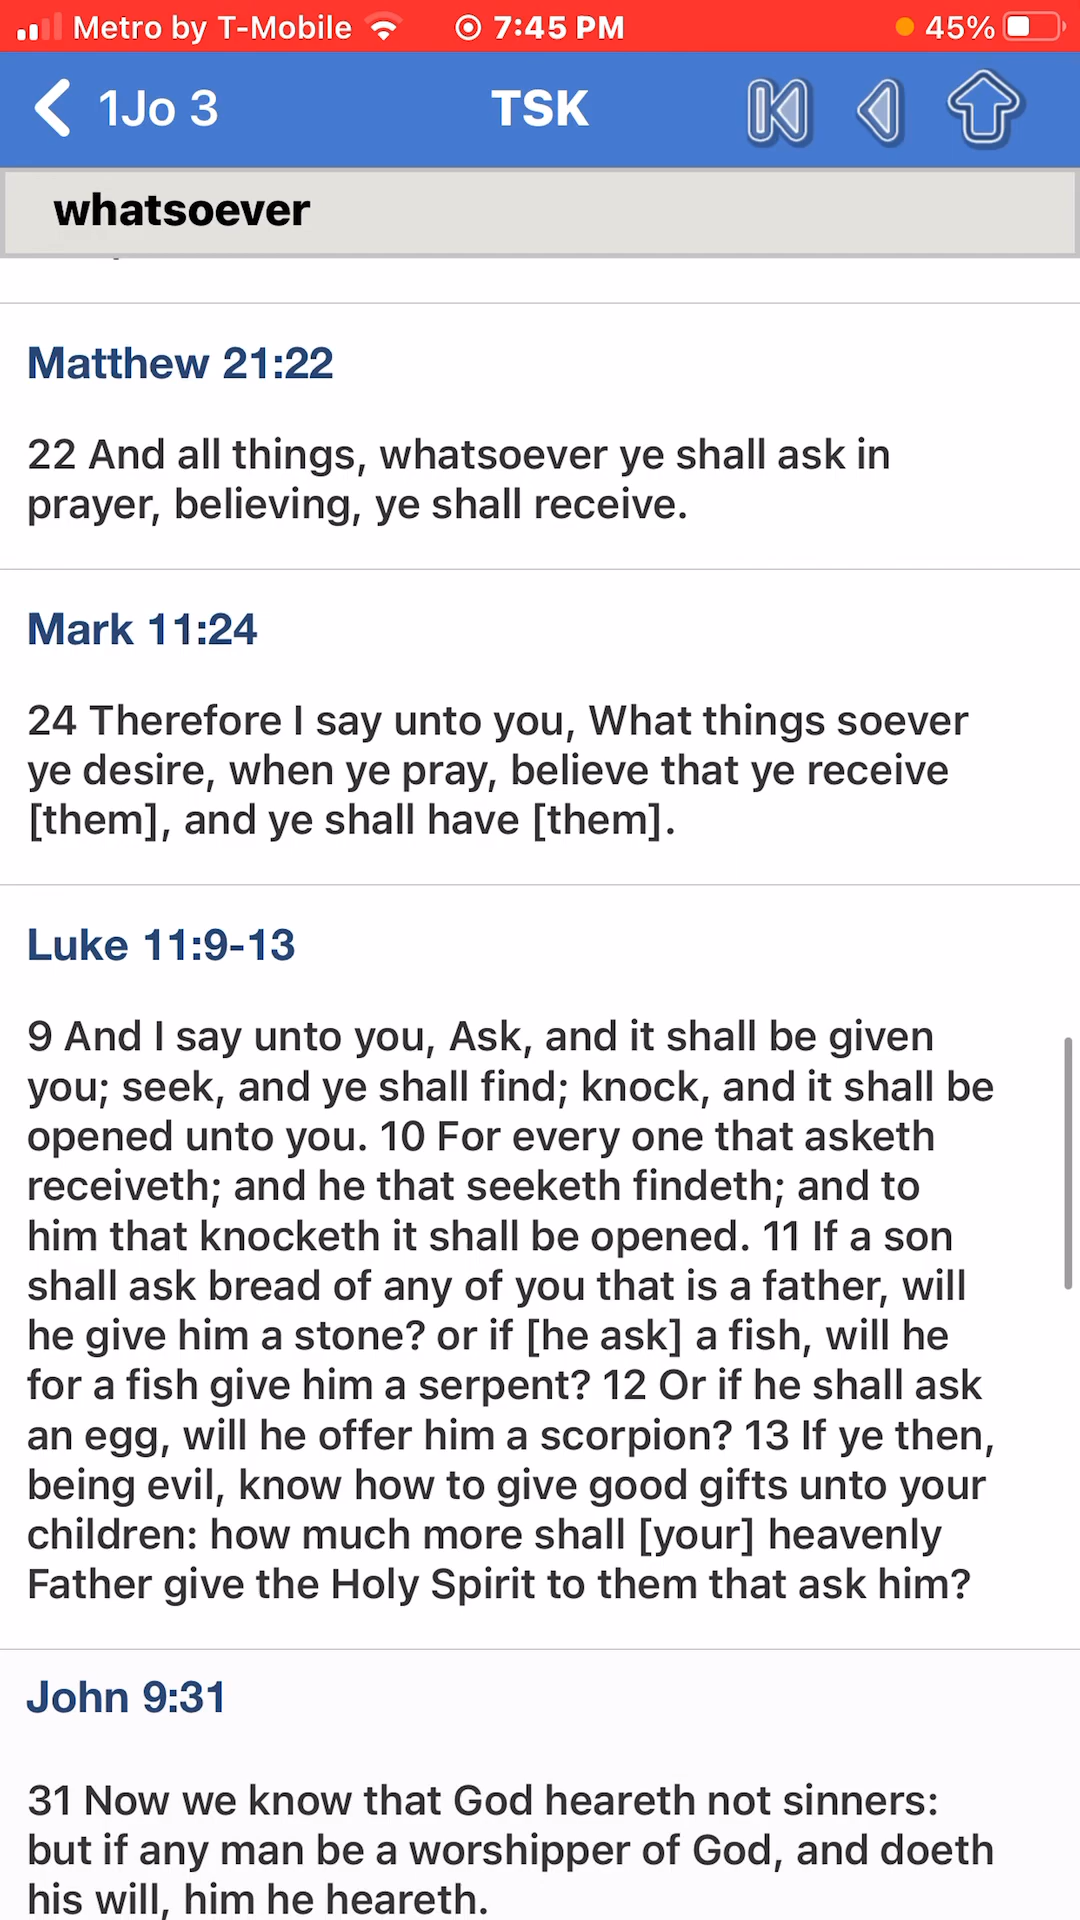 Metro by T-Mobile 7:45 PM 45%
1Jo 3 TSK
whatsoever
Matthew 21:22
22 And all things, whatsoever ye shall ask in
prayer, believing, ye shall receive.
Mark 11:24
24 Therefore I say unto you, What things soever
ye desire, when ye pray, believe that ye receive
[them], and ye shall have [them].
Luke 11:9-13
9 And I say unto you, Ask, and it shall be given
you; seek, and ye shall find; knock, and it shall be
opened unto you. 10 For every one that asketh
receiveth; and he that seeketh findeth; and to
him that knocketh it shall be opened. 11 If a son
shall ask bread of any of you that is a father, will
he give him a stone? or if [he ask] a fish, will he
for a fish give him a serpent? 12 Or if he shall ask
an egg, will he offer him a scorpion? 13 If ye then,
being evil, know how to give good gifts unto your
children: how much more shall [your] heavenly
Father give the Holy Spirit to them that ask him?
John 9:31
31 Now we know that God heareth not sinners:
but if any man be a worshipper of God, and doeth
his will, him he heareth.